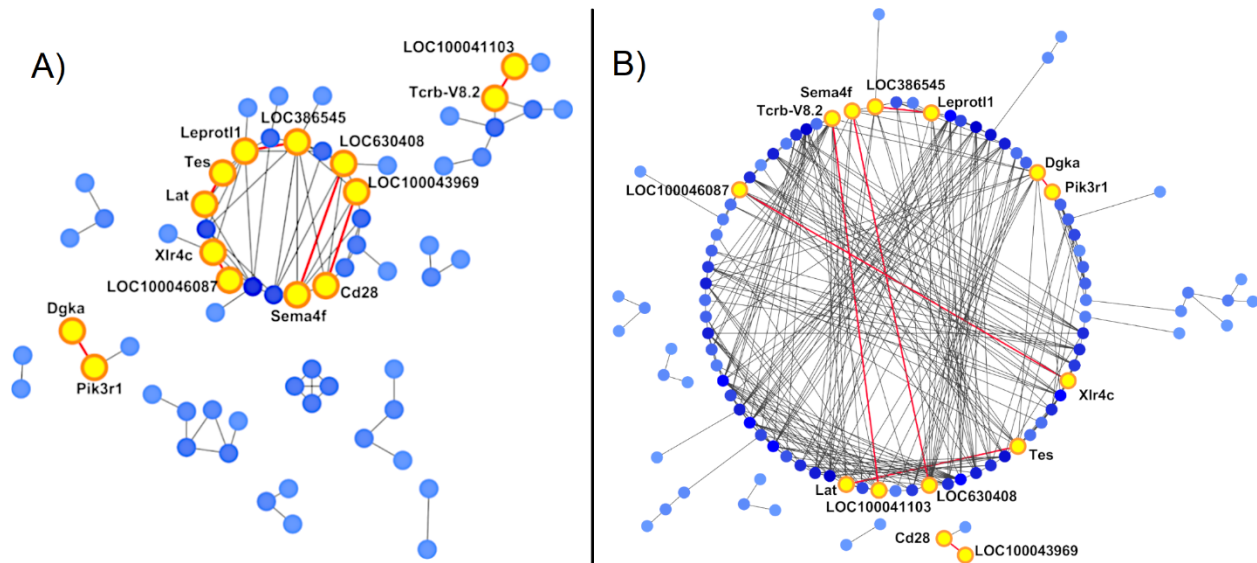 A)
LOC100041103
Tcrb-V8.2
LOC386545
Leprotl1
LOC630408
Tes
LOC100043969
Lat
Xlr4c
LOC100046087
Cd28
Sema4f
Dgka
Pik3r1
B)
LOC386545
Sema4f
Leprotl1
Tcrb-V8.2
Dgka
Pik3r1
LOC100046087
Xlr4c
Tes
Lat
LOC630408
LOC100041103
Cd28
LOC100043969